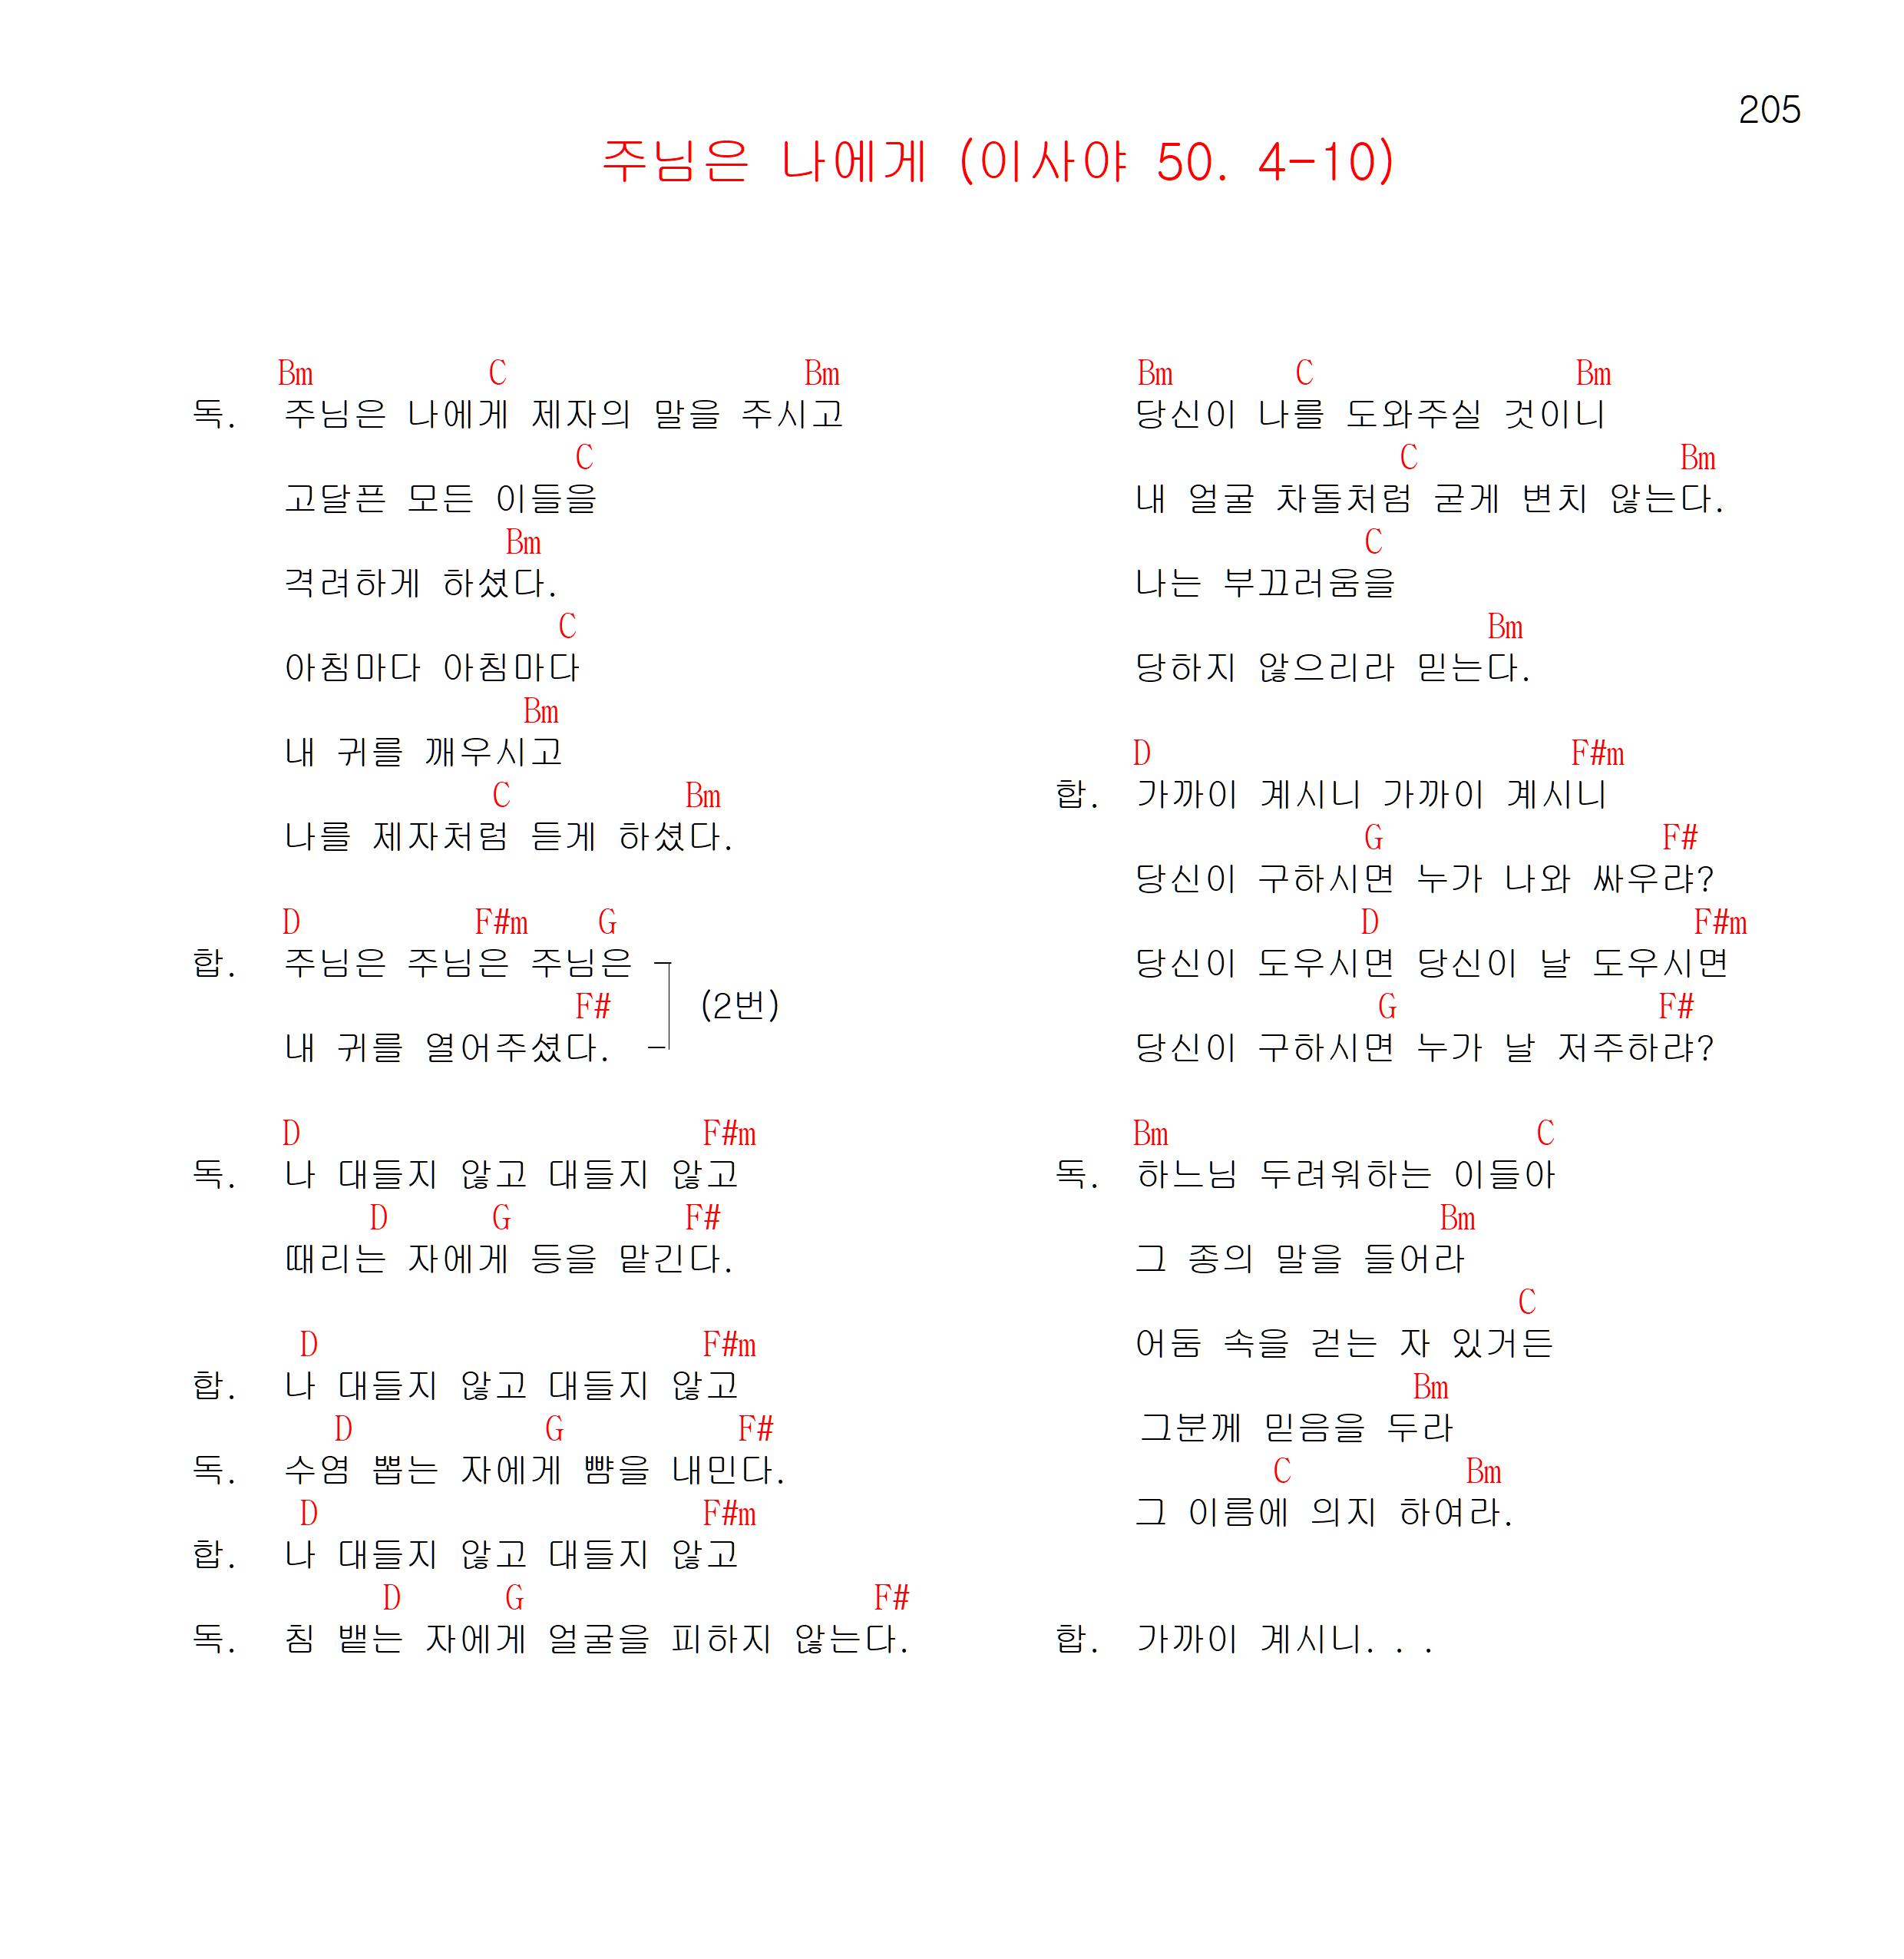 205
주님은 나에게 (이사야 50. 4-10)
Bm C Bm
독. 주님은 나에게 제자의 말을 주시고
C
고달픈 모든 이들을
Bm
격려하게 하셨다.
C
아침마다 아침마다
Bm
내 귀를 깨우시고
C Bm
나를 제자처럼 듣게 하셨다.
D F#m G
합. 주님은 주님은 주님은
F# (2번)
내 귀를 열어주셨다.
D F#m
독. 나 대들지 않고 대들지 않고
D G F#
때리는 자에게 등을 맡긴다.
D F#m
합. 나 대들지 않고 대들지 않고
D G F#
독. 수염 뽑는 자에게 뺨을 내민다.
D F#m
합. 나 대들지 않고 대들지 않고
D G F#
독. 침 뱉는 자에게 얼굴을 피하지 않는다.
Bm C Bm
당신이 나를 도와주실 것이니
C Bm
내 얼굴 차돌처럼 굳게 변치 않는다.
C
나는 부끄러움을
Bm
당하지 않으리라 믿는다.
D F#m
합. 가까이 계시니 가까이 계시니
G F#
당신이 구하시면 누가 나와 싸우랴?
D F#m
당신이 도우시면 당신이 날 도우시면
G F#
당신이 구하시면 누가 날 저주하랴?
Bm C
독. 하느님 두려워하는 이들아
Bm
그 종의 말을 들어라
C
어둠 속을 걷는 자 있거든
Bm
그분께 믿음을 두라
C Bm
그 이름에 의지 하여라.
합. 가까이 계시니. . .